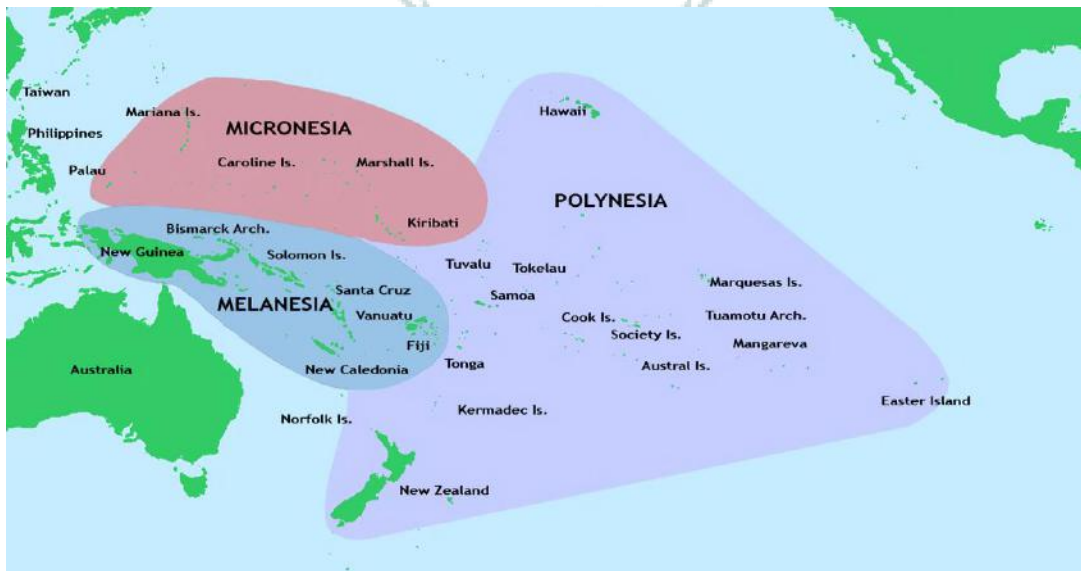 Taiwan
Mariana Is.
Hawaii
Philippines
MICRONESIA
Caroline Is.
Marshall Is.
Palau
POLYNESIA
Kiribati
Bismarck Arch.
New Guinea
Solomon Is.
Tuvalu
Tokelau
Marquesas Is.
Santa Cruz
Samoa
MELANESIA
Vanuatu
Cook Is.
Tuamotu Arch.
Society Is.
Fiji
Mangareva
Tonga
Austral Is.
Australia
New Caledonia
Easter Island
Kermadec Is.
Norfolk Is.
New Zealand